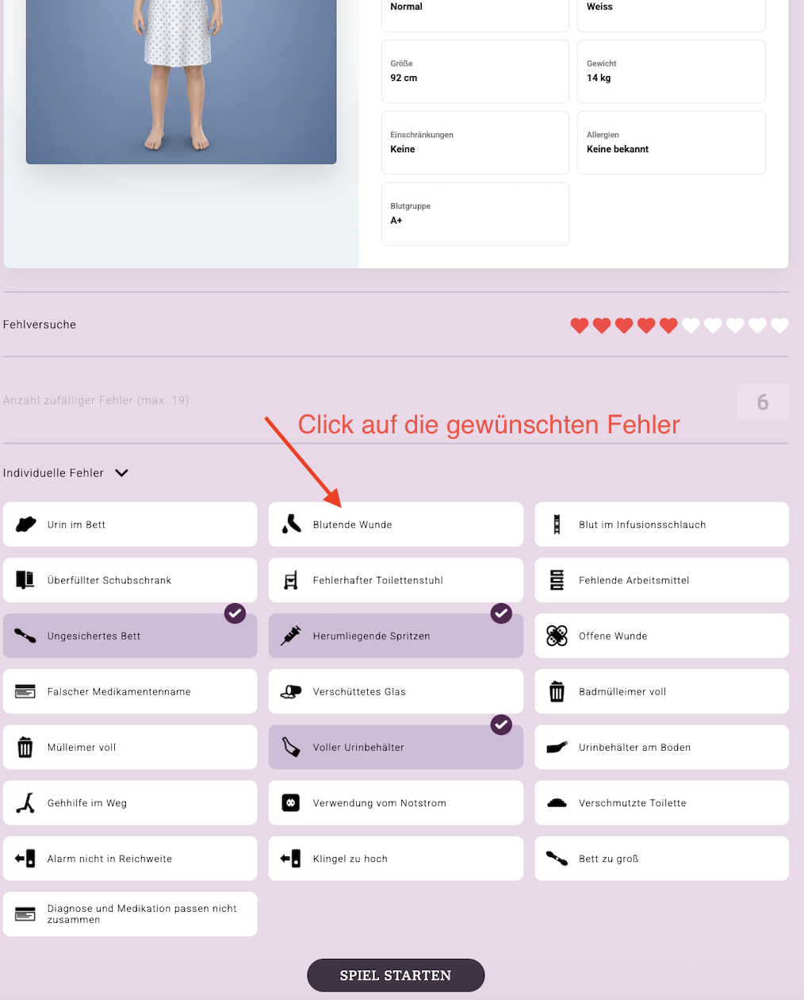 Normal
Weiss
Größe
92 cm
Gewicht
14 kg
Einschränkungen
Keine
Allergien
Keine bekannt
Blutgruppe
A+
Fehlversuche
Anzahl zufälliger Fehler (max. 19)
6
Click auf die gewünschten Fehler
Individuelle Fehler
Urin im Bett
Blutende Wunde
Blut im Infusionsschlauch
Überfüllter Schubschrank
Fehlerhafter Toilettenstuhl
Fehlende Arbeitsmittel
Ungesichertes Bett
Herumliegende Spritzen
Offene Wunde
Falscher Medikamentenname
Verschüttetes Glas
Badmülleimer voll
Mülleimer voll
Voller Urinbehälter
Urinbehälter am Boden
Gehhilfe im Weg
Verwendung vom Notstrom
Verschmutzte Toilette
Alarm nicht in Reichweite
Klingel zu hoch
Bett zu groß
Diagnose und Medikation passen nicht
zusammen
SPIEL STARTEN